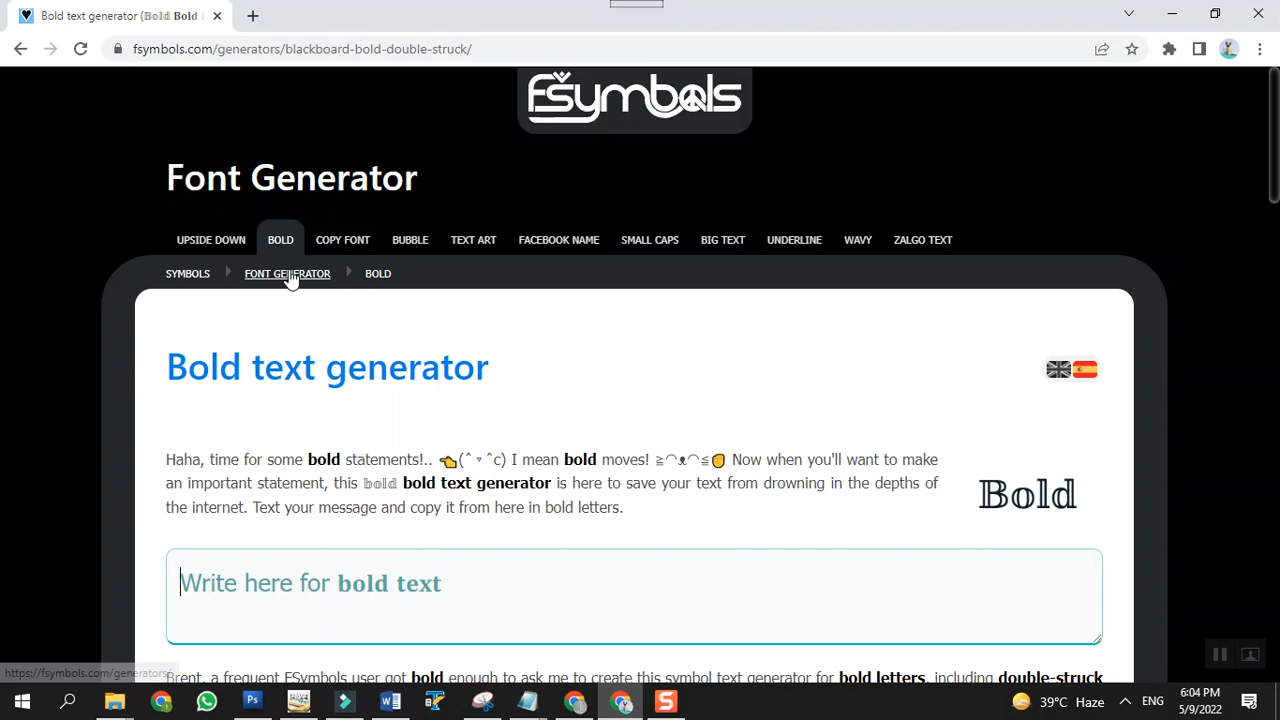 Bold text generator (Bold Bold &
fsymbols.com/generators/blackboard-bold-double-struck/
fsymbols
Font Generator
UPSIDE DOWN BOLD COPY FONT BUBBLE TEXT ART FACEBOOK NAME SMALL CAPS BIG TEXT UNDERLINE WAVY ZALGO TEXT
SYMBOLS FONT GENERATOR BOLD
Bold text generator
Haha, time for some bold statements!.. 👈(ˆ▿ˆc) I mean bold moves! ≧◠ᴥ◠≦✊ Now when you'll want to make
an important statement, this 𝕓𝕠𝕝𝕕 bold text generator is here to save your text from drowning in the depths of
the internet. Text your message and copy it from here in bold letters.
𝔹𝕠𝕝𝕕
Write here for bold text
Brent, a frequent FSymbols user got bold enough to ask me to create this symbol text generator for bold letters, including double-struck
https://fsymbols.com/generators/
Ps
39°C Haze
ENG
6:04 PM
5/9/2022